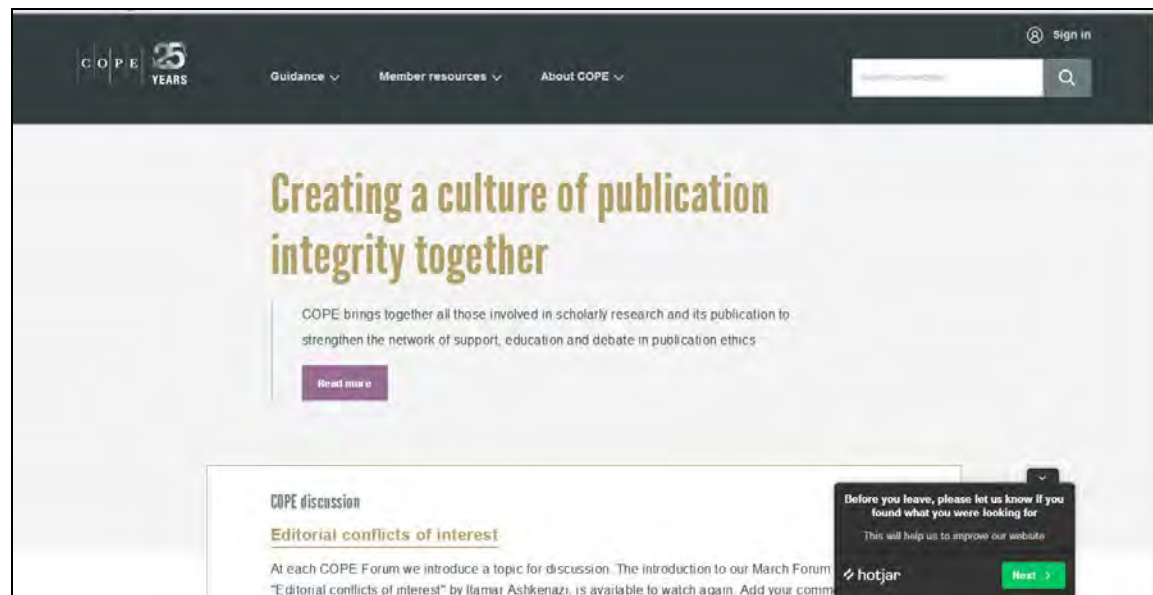 Sign in
COPE 25
YEARS
Guidance Member resources About COPE
Creating a culture of publication
integrity together
COPE brings together all those involved in scholarly research and its publication to
strengthen the network of support, education and debate in publication ethics
Read more
COPE discussion
Editorial conflicts of interest
At each COPE Forum we introduce a topic for discussion. The introduction to our March Forum
"Editorial conflicts of interest" by Itamar Ashkenazi, is available to watch again. Add your comm
Before you leave, please let us know if you
found what you were looking for
This will help us to improve our website
hotjar
Next >